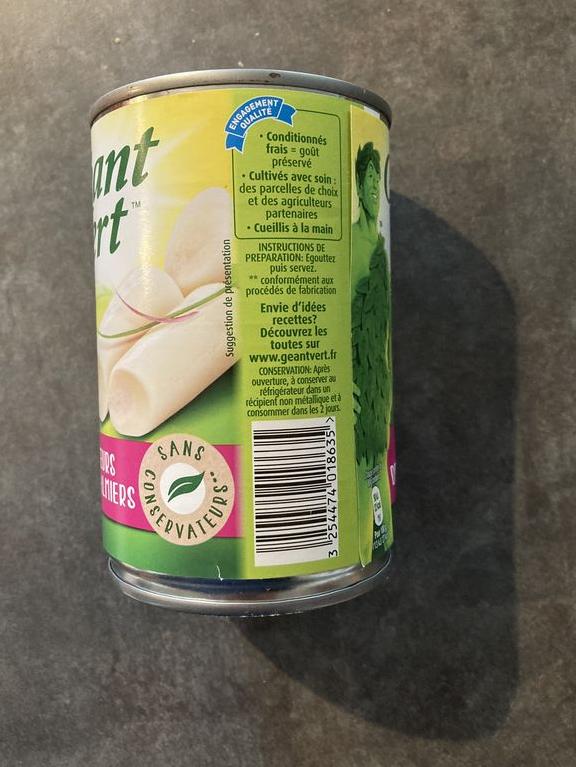 ant
ert™
URS
LMIERS
SANS
CONSERVATEURS**
Suggestion de présentation
ENGAGEMENT
QUALITÉ
• Conditionnés
frais = goût
préservé
• Cultivés avec soin :
des parcelles de choix
et des agriculteurs
partenaires
• Cueillis à la main
INSTRUCTIONS DE
PREPARATION: Egouttez
puis servez.
** conformément aux
procédés de fabrication
Envie d'idées
recettes?
Découvrez les
toutes sur
www.geantvert.fr
CONSERVATION: Après
ouverture, à conserver au
réfrigérateur dans un
récipient non métallique et à
consommer dans les 2 jours.
3 254474 018635 >